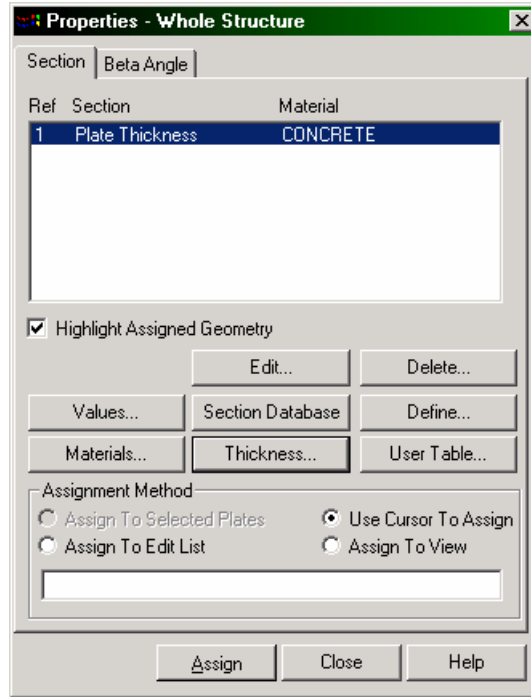 Properties - Whole Structure
Section Beta Angle
Ref Section Material
1 Plate Thickness CONCRETE
Highlight Assigned Geometry
Edit... Delete...
Values... Section Database Define...
Materials... Thickness... User Table...
Assignment Method
Assign To Selected Plates Use Cursor To Assign
Assign To Edit List Assign To View
Assign Close Help